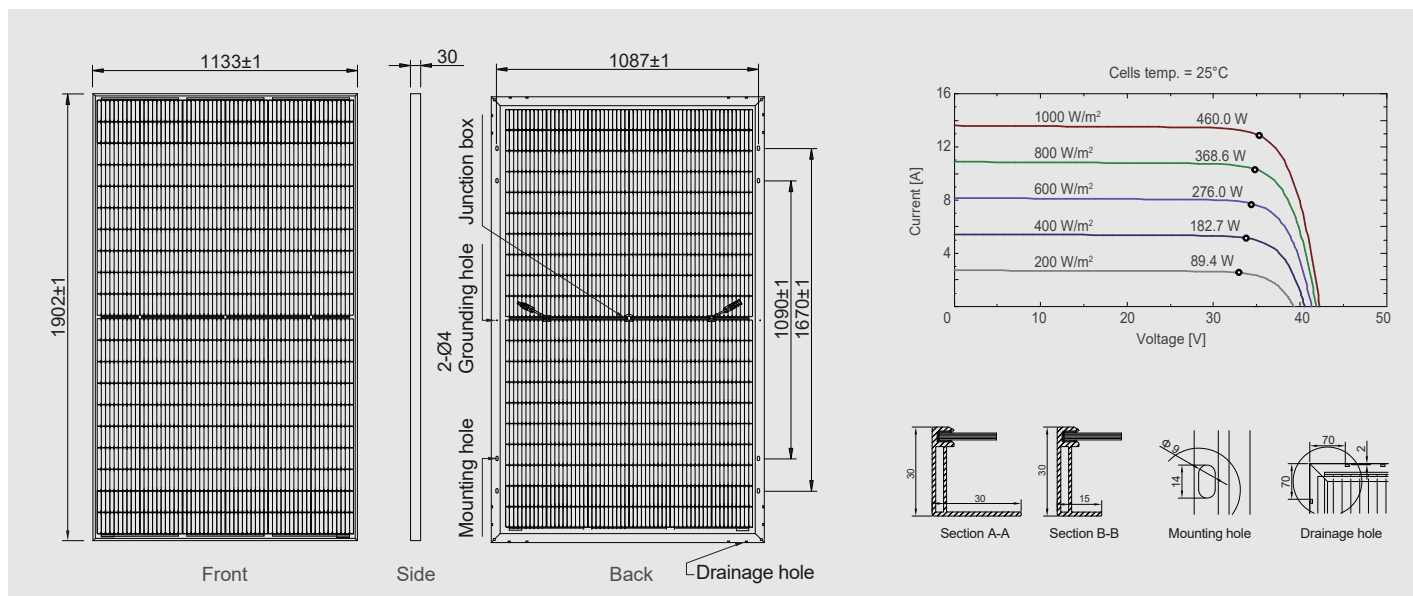 1133±1
30
1087±1
1902±1
Junction box
2-Ø4
Grounding hole
Mounting hole
1090±1
1670±1
Front
Side
Back
Drainage hole
Cells temp. = 25°C
Current [A]
16
12
8
4
1000 W/m²
460.0 W
800 W/m²
368.6 W
600 W/m²
276.0 W
400 W/m²
182.7 W
200 W/m²
89.4 W
0
10
20
30
40
50
Voltage [V]
30
30
Section A-A
30
15
Section B-B
Ø
9
14
Mounting hole
70
2
70
Drainage hole